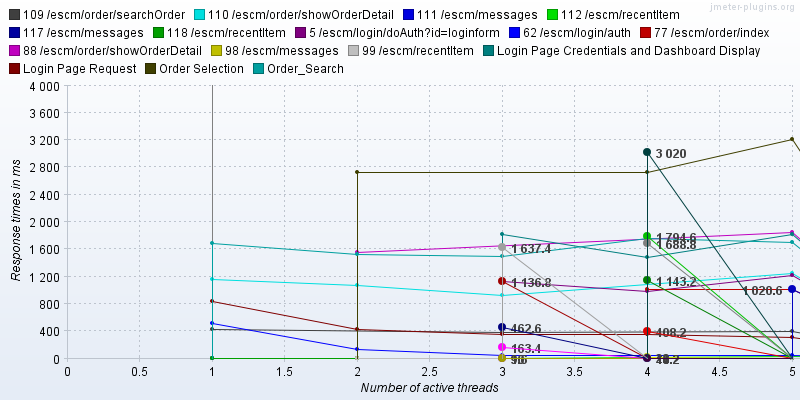 jmeter-plugins.org
109 /escm/order/searchOrder 110 /escm/order/showOrderDetail 111 /escm/messages 112 /escm/recentItem
117 /escm/messages 118 /escm/recentItem 5 /escm/login/doAuth?id=loginform 62 /escm/login/auth 77 /escm/order/index
88 /escm/order/showOrderDetail 98 /escm/messages 99 /escm/recentItem Login Page Credentials and Dashboard Display
Login Page Request Order Selection Order_Search
4 000
3 600
3 200
3 020
2 800
2 400
2 000
1 794.6
1 688.8
1 637.4
1 600
1 200
1 143.2
1 136.8
1 020.6
800
462.6
408.2
400
163.4
0
0 0.5 1 1.5 2 2.5 3 3.5 4 4.5 5
Response times in ms
Number of active threads